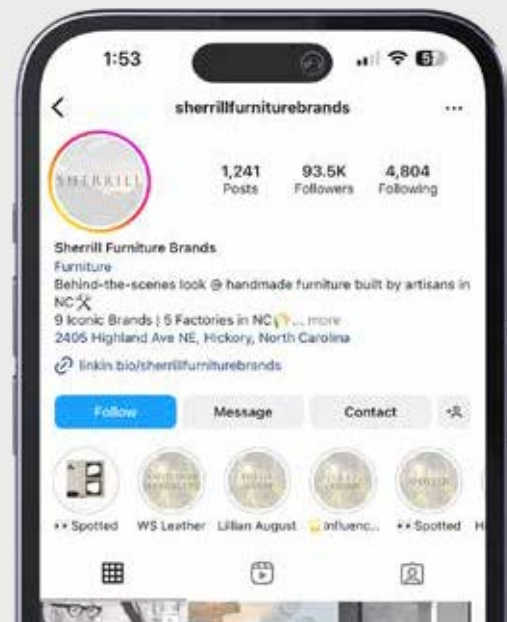 1:53
sherrillfurniturebrands
SHERRILL
1,241 93.5K 4,804
Posts Followers Following
Sherrill Furniture Brands
Furniture
Behind-the-scenes look @ handmade furniture built by artisans in
NC🛠
9 Iconic Brands | 5 Factories in NC ... more
2405 Highland Ave NE, Hickory, North Carolina
linkin.bio/sherrillfurniturebrands
Follow Message Contact
👀 Spotted WS Leather Lillian August Influenc... 👀 Spotted H